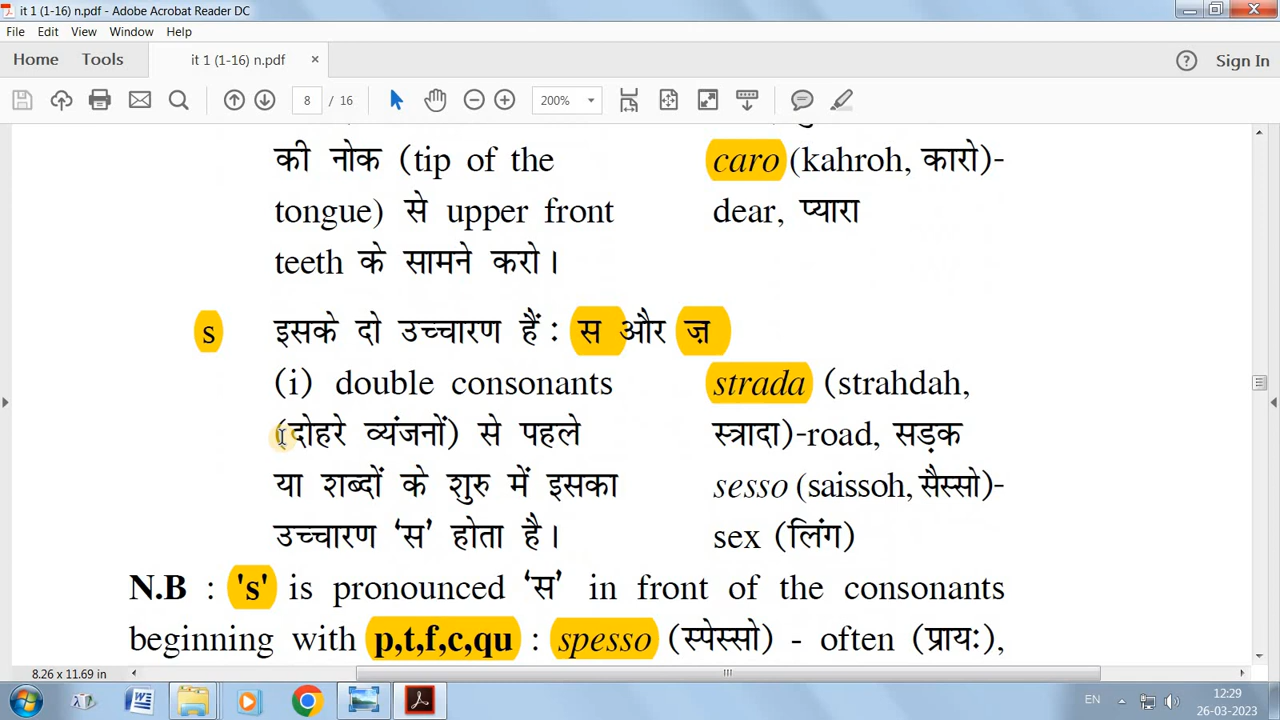 it 1 (1-16) n.pdf - Adobe Acrobat Reader DC
File Edit View Window Help
Home Tools it 1 (1-16) n.pdf × ? Sign In
8 / 16 200%
की नोक (tip of the
tongue) से upper front
teeth के सामने करो।
caro (kahroh, कारो)-
dear, प्यारा
s इसके दो उच्चारण हैं : स और ज़
(i) double consonants
(दोहरे व्यंजनों) से पहले
या शब्दों के शुरु में इसका
उच्चारण ‘स’ होता है।
strada (strahdah,
स्त्रादा)-road, सड़क
sesso (saissoh, सैस्सो)-
sex (लिंग)
N.B : 's' is pronounced ‘स’ in front of the consonants
beginning with p,t,f,c,qu : spesso (स्पेस्सो) - often (प्रायः),
8.26 x 11.69 in
EN 12:29
26-03-2023